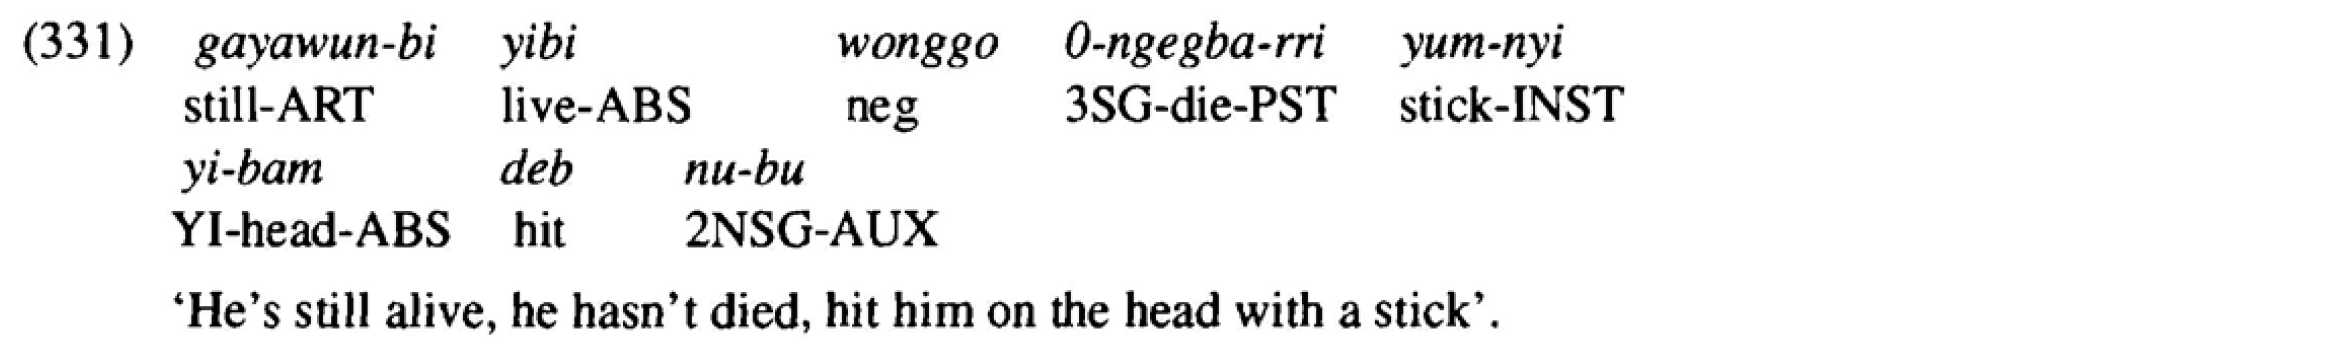 (331) gayawun-bi yibi wonggo 0-ngegba-rri yum-nyi
still-ART live-ABS neg 3SG-die-PST stick-INST
yi-bam deb nu-bu
YI-head-ABS hit 2NSG-AUX
‘He’s still alive, he hasn’t died, hit him on the head with a stick’.